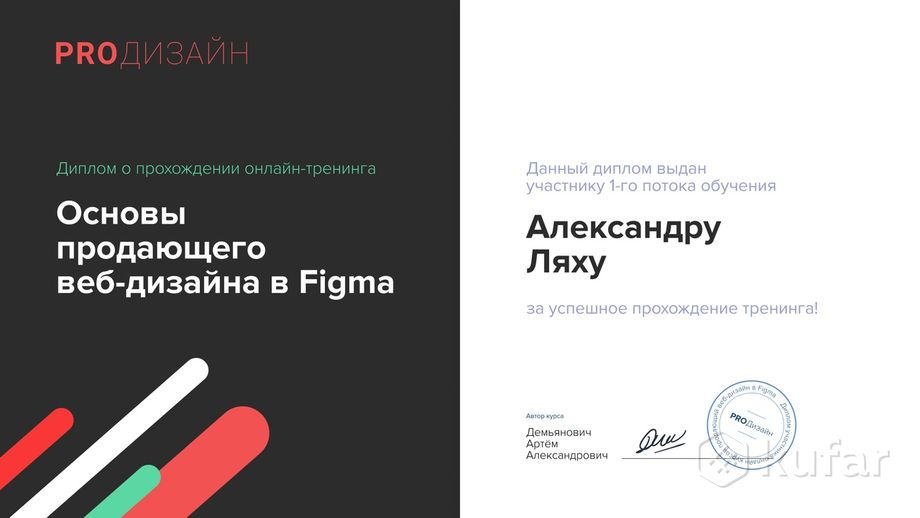 PROДИЗАЙН
Диплом о прохождении онлайн-тренинга
Основы
продающего
веб-дизайна в Figma
Данный диплом выдан
участнику 1-го потока обучения
Александру
Ляху
за успешное прохождение тренинга!
Автор курса
Демьянович
Артём
Александрович
PROДизайн
kufar